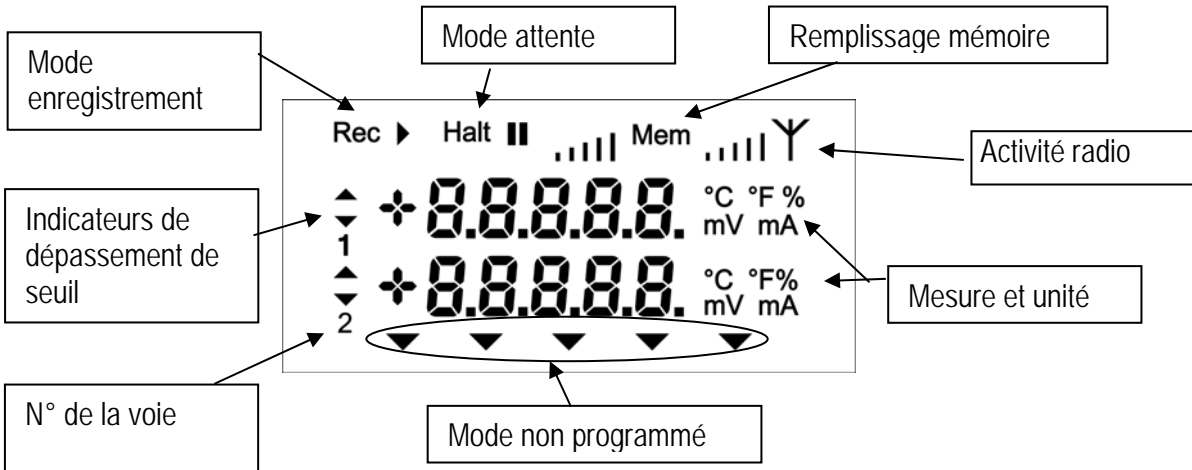 Mode attente
Remplissage mémoire
Mode
enregistrement
Rec Halt Mem
Activité radio
Indicateurs de
dépassement de
seuil
1
8.8.8.8.8.
°C °F %
mV mA
2
8.8.8.8.8.
°C °F%
mV mA
Mesure et unité
N° de la voie
Mode non programmé